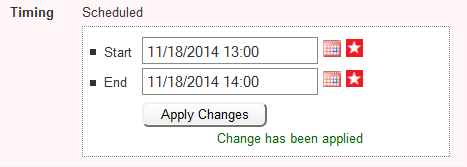 Timing Scheduled
Start 11/18/2014 13:00
End 11/18/2014 14:00
Apply Changes
Change has been applied